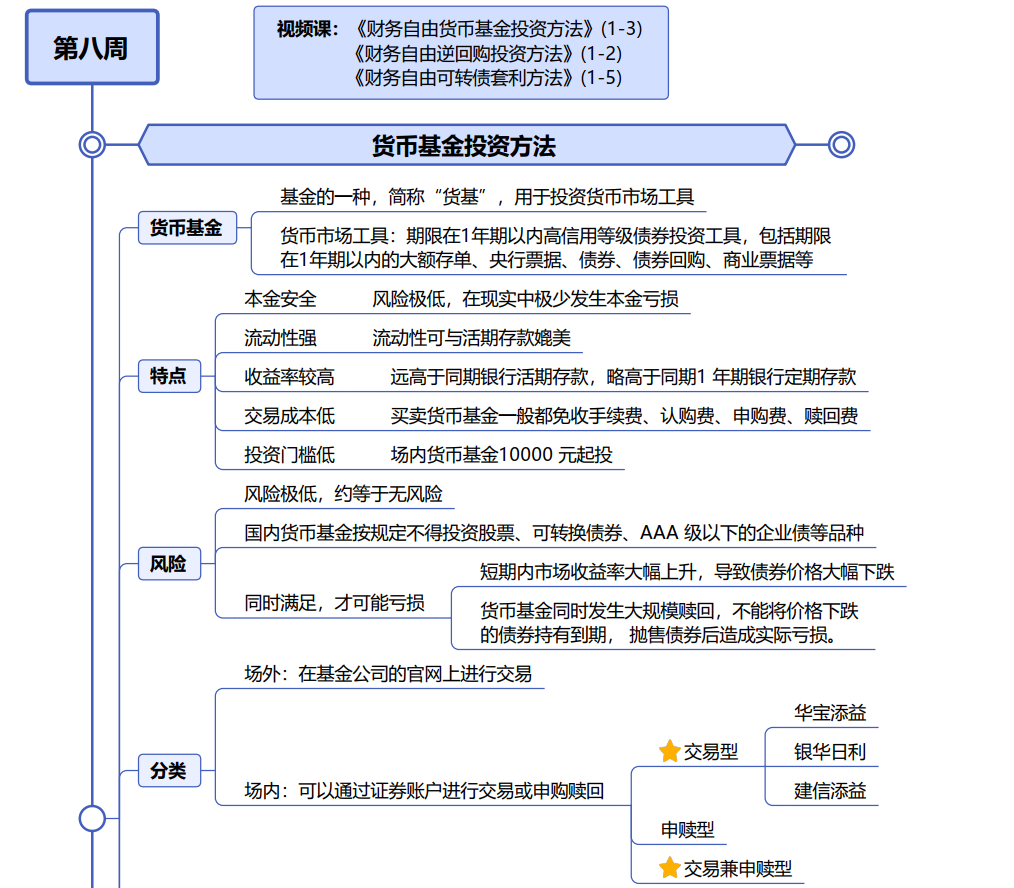 第八周
视频课：《财务自由货币基金投资方法》(1-3)
《财务自由逆回购投资方法》(1-2)
《财务自由可转债套利方法》(1-5)
货币基金投资方法
货币基金
基金的一种，简称“货基”，用于投资货币市场工具
货币市场工具：期限在1年期以内高信用等级债券投资工具，包括期限
在1年期以内的大额存单、央行票据、债券、债券回购、商业票据等
特点
本金安全 风险极低，在现实中极少发生本金亏损
流动性强 流动性可与活期存款媲美
收益率较高 远高于同期银行活期存款，略高于同期1 年期银行定期存款
交易成本低 买卖货币基金一般都免收手续费、认购费、申购费、赎回费
投资门槛低 场内货币基金10000 元起投
风险
风险极低，约等于无风险
国内货币基金按规定不得投资股票、可转换债券、AAA 级以下的企业债等品种
同时满足，才可能亏损
短期内市场收益率大幅上升，导致债券价格大幅下跌
货币基金同时发生大规模赎回，不能将价格下跌
的债券持有到期， 抛售债券后造成实际亏损。
分类
场外：在基金公司的官网上进行交易
场内：可以通过证券账户进行交易或申购赎回
交易型
华宝添益
银华日利
建信添益
申赎型
交易兼申赎型